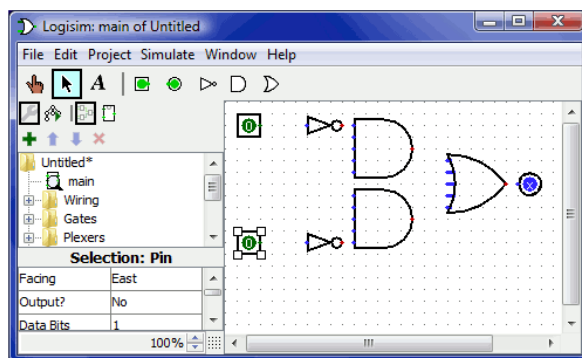 Logisim: main of Untitled
File Edit Project Simulate Window Help
A
Untitled*
main
Wiring
Gates
Plexers
Selection: Pin
Facing East
Output? No
Data Bits 1
100%
0
0
x